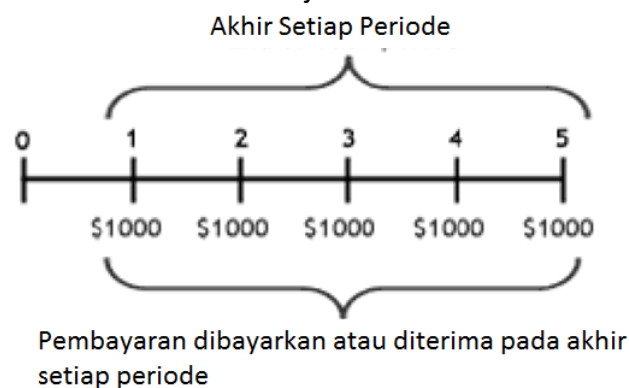 Akhir Setiap Periode
0 1 2 3 4 5
$1000 $1000 $1000 $1000 $1000
Pembayaran dibayarkan atau diterima pada akhir
setiap periode